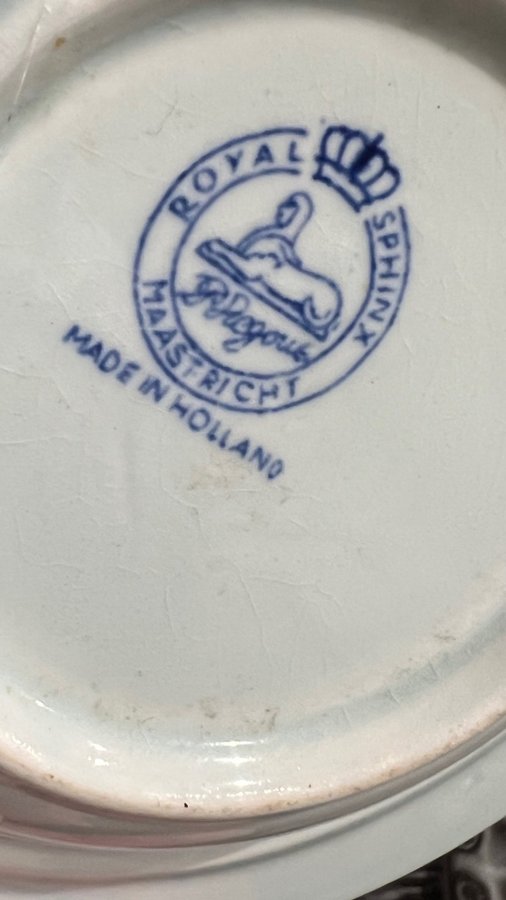 ROYAL SPHINX
P. Regout
MAASTRICHT
MADE IN HOLLAND